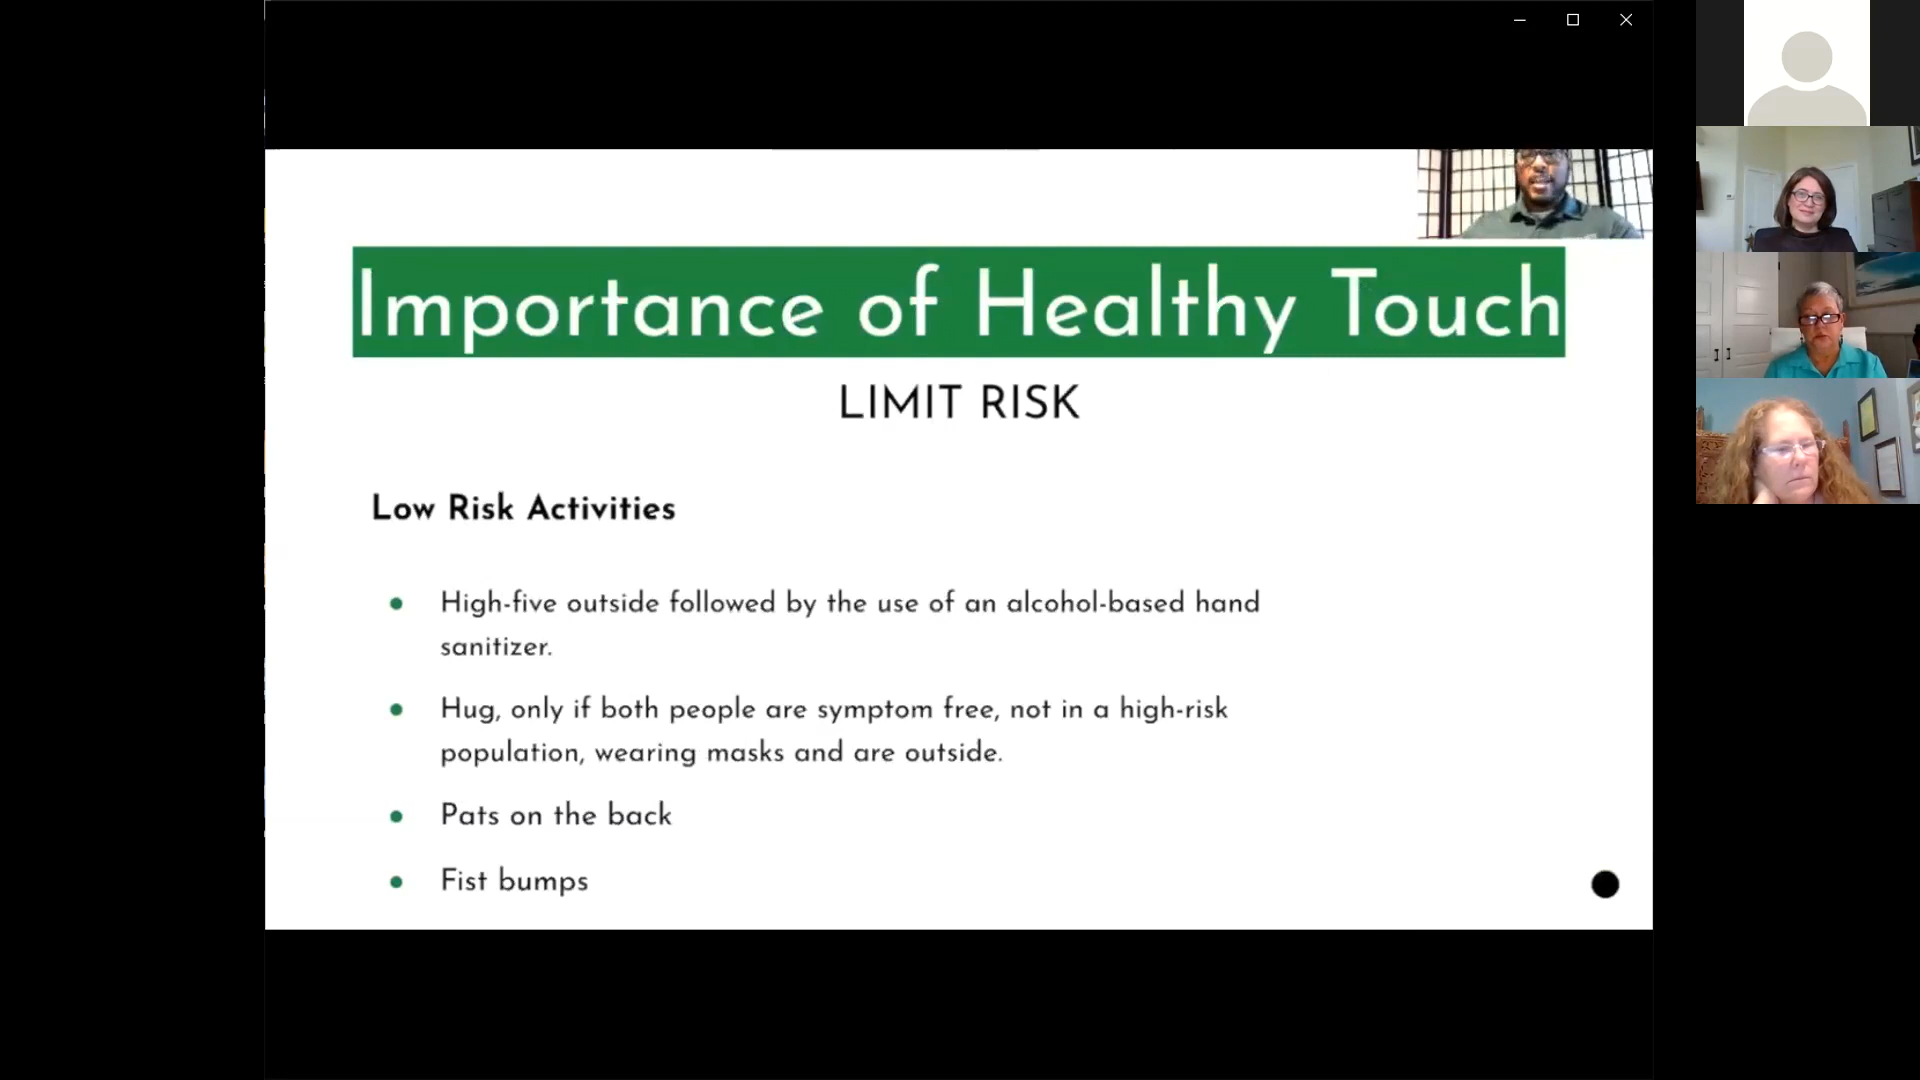 Importance of Healthy Touch
LIMIT RISK
Low Risk Activities
High-five outside followed by the use of an alcohol-based hand
sanitizer.
Hug, only if both people are symptom free, not in a high-risk
population, wearing masks and are outside.
Pats on the back
Fist bumps